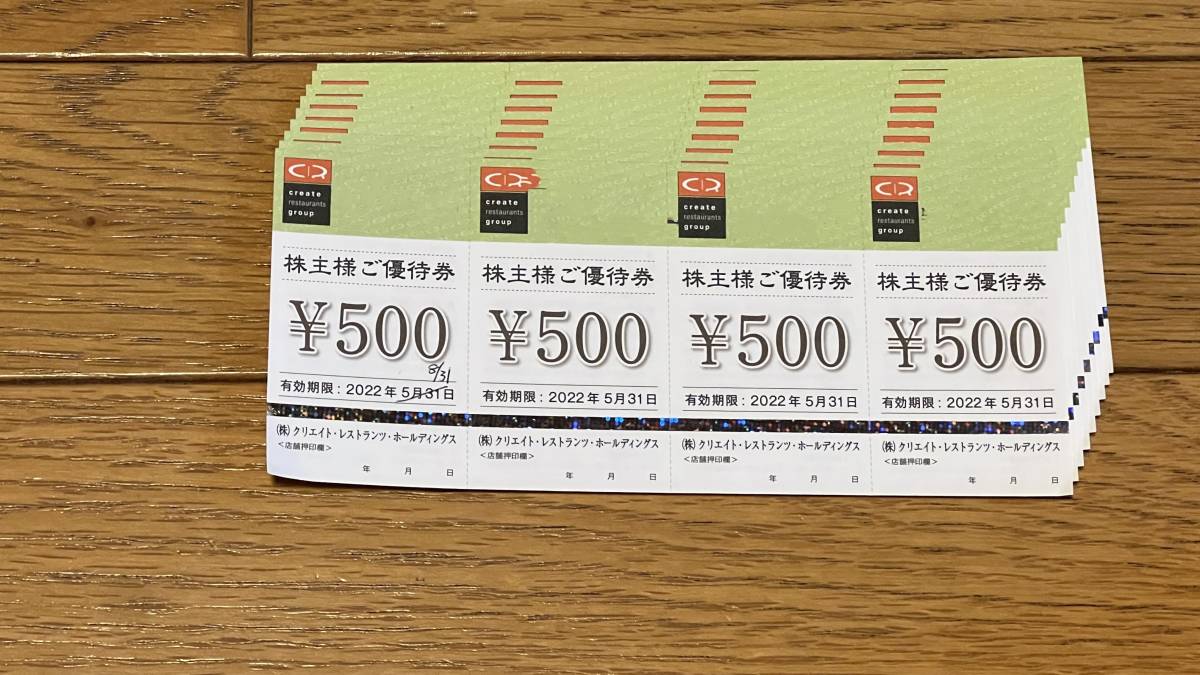 create
restaurants
group
create
restaurants
group
create
restaurants
group
create
restaurants
group
株主様ご優待券
株主様ご優待券
株主様ご優待券
株主様ご優待券
¥500
¥500
¥500
¥500
8/31
有効期限：2022年5月31日
有効期限：2022年5月31日
有効期限：2022年5月31日
有効期限：2022年5月31日
(株)クリエイト・レストランツ・ホールディングス
(株)クリエイト・レストランツ・ホールディングス
(株)クリエイト・レストランツ・ホールディングス
(株)クリエイト・レストランツ・ホールディングス
<店舗押印欄>
<店舗押印欄>
<店舗押印欄>
<店舗押印欄>
年 月 日
年 月 日
年 月 日
年 月 日